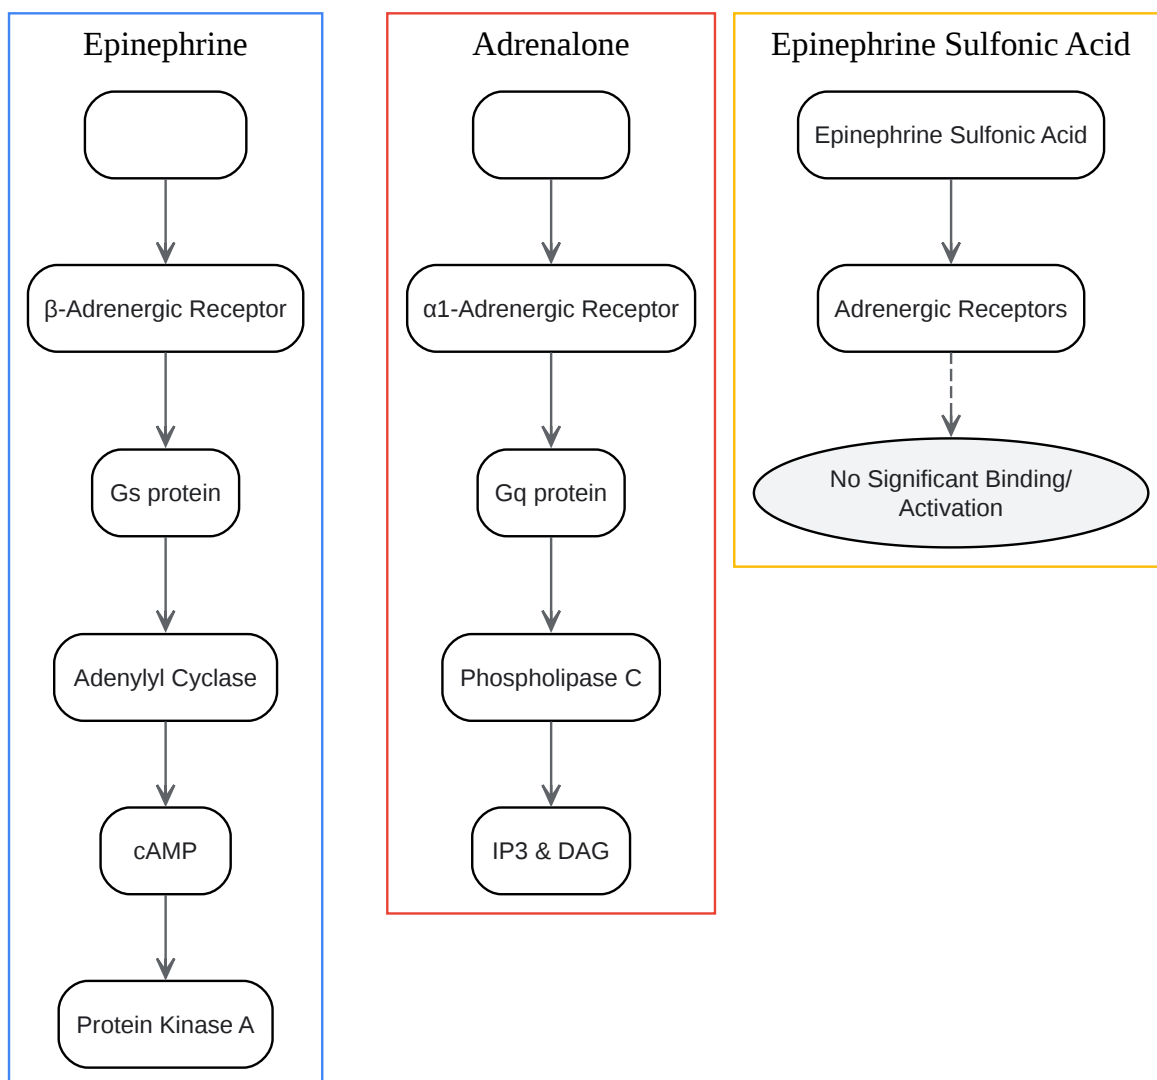 Epinephrine
β-Adrenergic Receptor
Gs protein
Adenylyl Cyclase
cAMP
Protein Kinase A
Adrenalone
α1-Adrenergic Receptor
Gq protein
Phospholipase C
IP3 & DAG
Epinephrine Sulfonic Acid
Epinephrine Sulfonic Acid
Adrenergic Receptors
No Significant Binding/
Activation